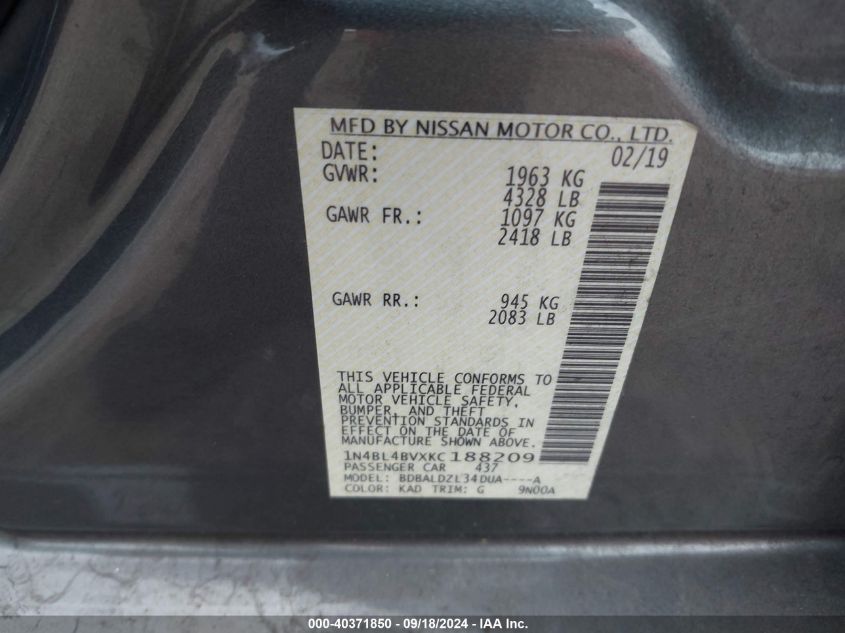 MFD BY NISSAN MOTOR CO., LTD.
DATE: 02/19
GVWR: 1963 KG
4328 LB
GAWR FR.: 1097 KG
2418 LB
GAWR RR.: 945 KG
2083 LB
THIS VEHICLE CONFORMS TO
ALL APPLICABLE FEDERAL
MOTOR VEHICLE SAFETY,
BUMPER, AND THEFT
PREVENTION STANDARDS IN
EFFECT ON THE DATE OF
MANUFACTURE SHOWN ABOVE.
1N4BL4BVXKC188209
PASSENGER CAR 437
MODEL: BDBALDZL34DUA----A
COLOR: KAD TRIM: G 9N00A
000-40371850 - 09/18/2024 - IAA Inc.